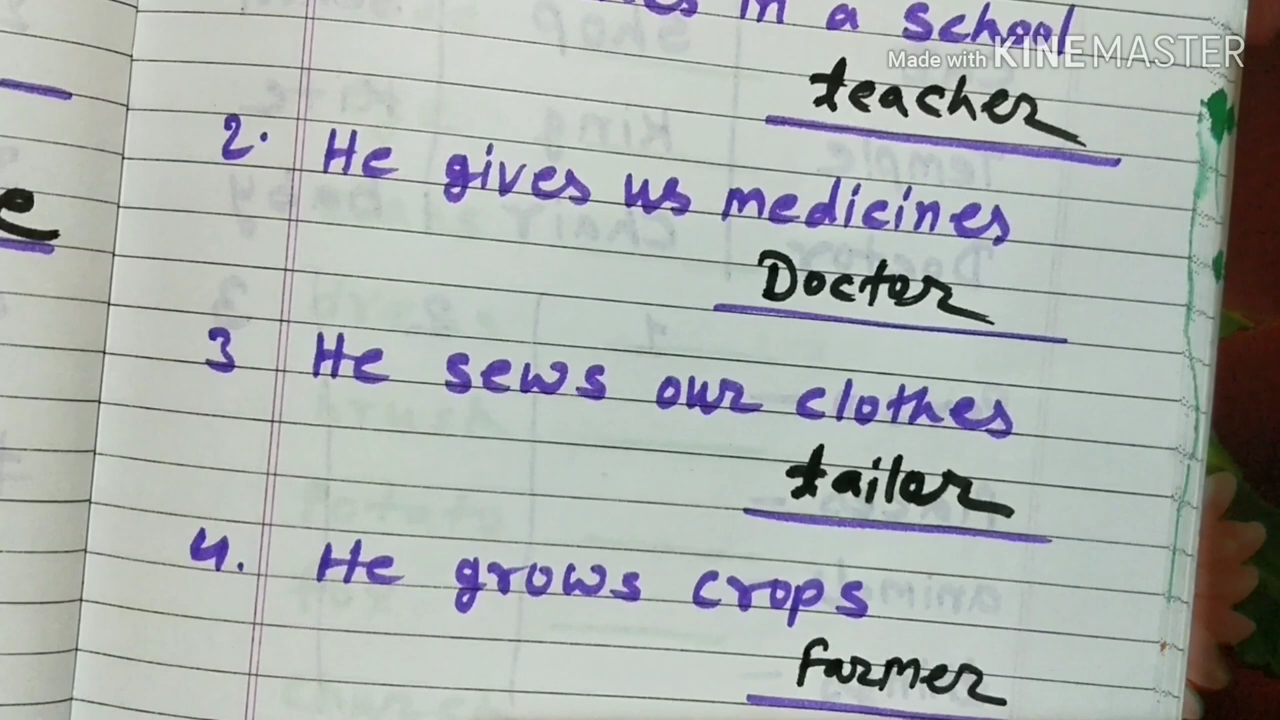 in a school
Made with KINEMASTER
teacher
2. He gives us medicines
Doctor
3 He sews our clothes
tailor
4. He grows crops
Farmer